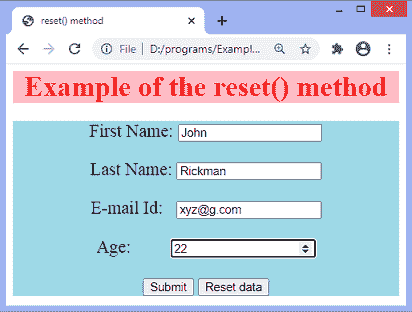 reset() method
File | D:/programs/Exampl...
Example of the reset() method
First Name: John
Last Name: Rickman
E-mail Id: xyz@g.com
Age: 22
Submit Reset data